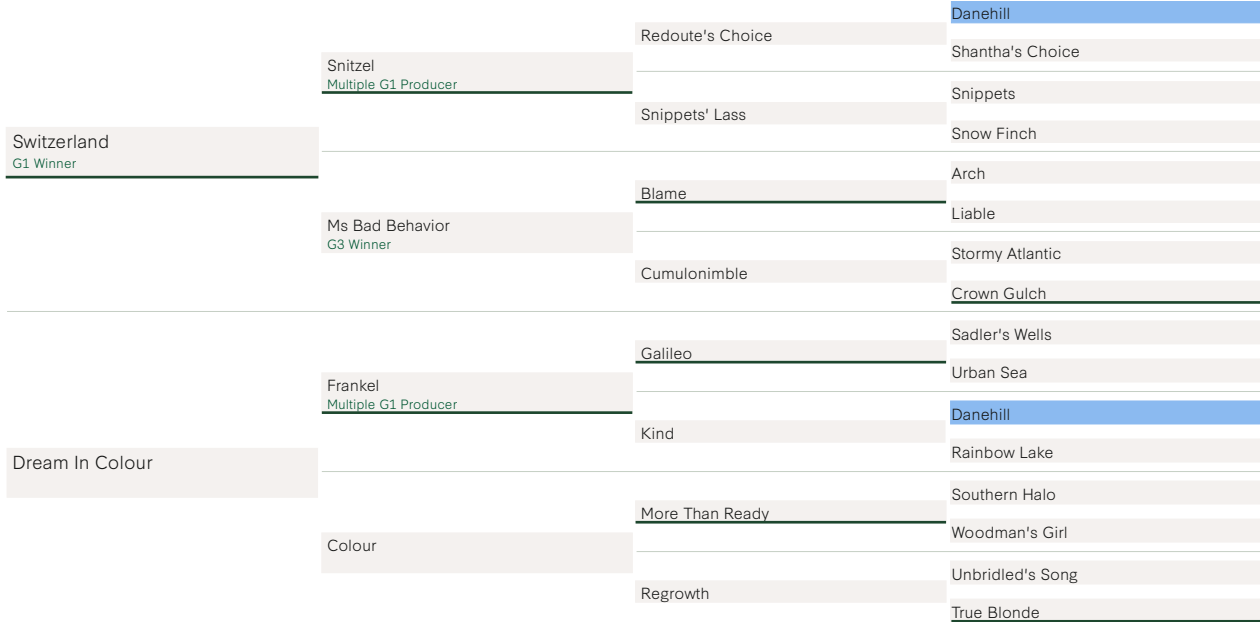 Danehill
Redoute's Choice
Shantha's Choice
Snitzel
Multiple G1 Producer
Snippets
Snippets' Lass
Snow Finch
Switzerland
G1 Winner
Arch
Blame
Liable
Ms Bad Behavior
G3 Winner
Stormy Atlantic
Cumulonimble
Crown Gulch
Sadler's Wells
Galileo
Urban Sea
Frankel
Multiple G1 Producer
Danehill
Kind
Rainbow Lake
Dream In Colour
Southern Halo
More Than Ready
Woodman's Girl
Colour
Unbridled's Song
Regrowth
True Blonde